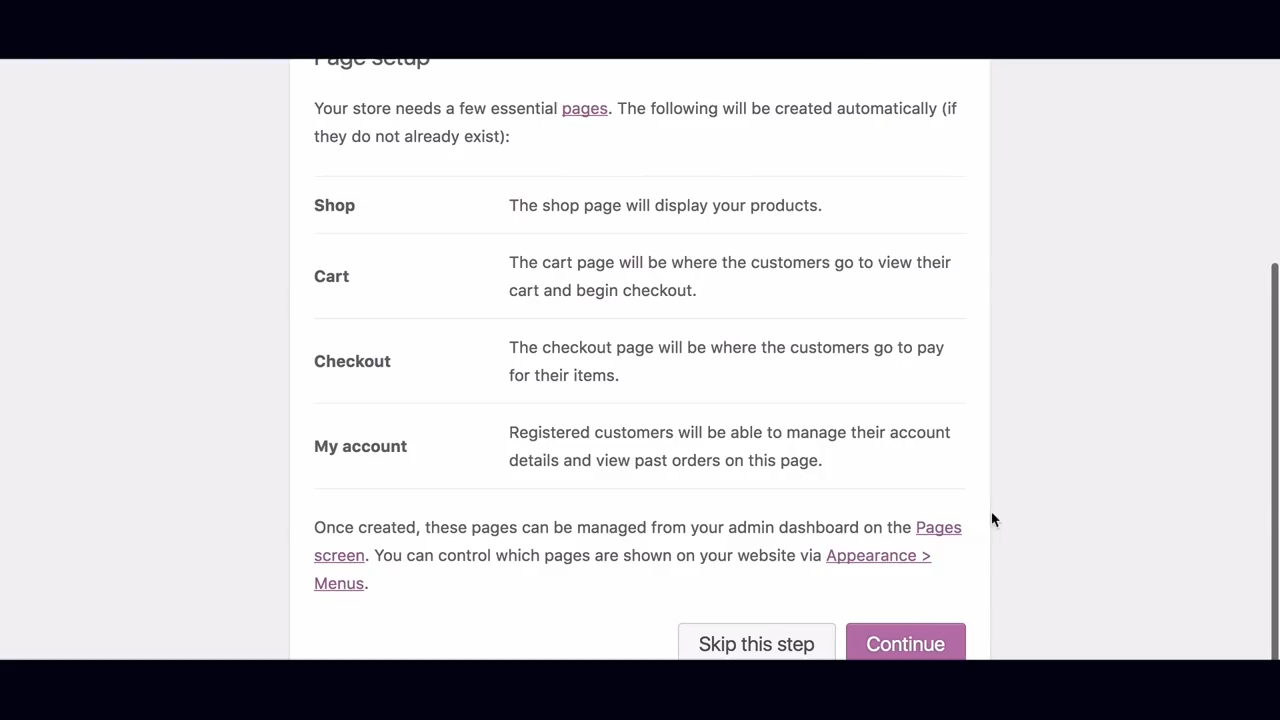 Page setup
Your store needs a few essential pages. The following will be created automatically (if
they do not already exist):
Shop
The shop page will display your products.
Cart
The cart page will be where the customers go to view their
cart and begin checkout.
Checkout
The checkout page will be where the customers go to pay
for their items.
My account
Registered customers will be able to manage their account
details and view past orders on this page.
Once created, these pages can be managed from your admin dashboard on the Pages
screen. You can control which pages are shown on your website via Appearance >
Menus.
Skip this step
Continue